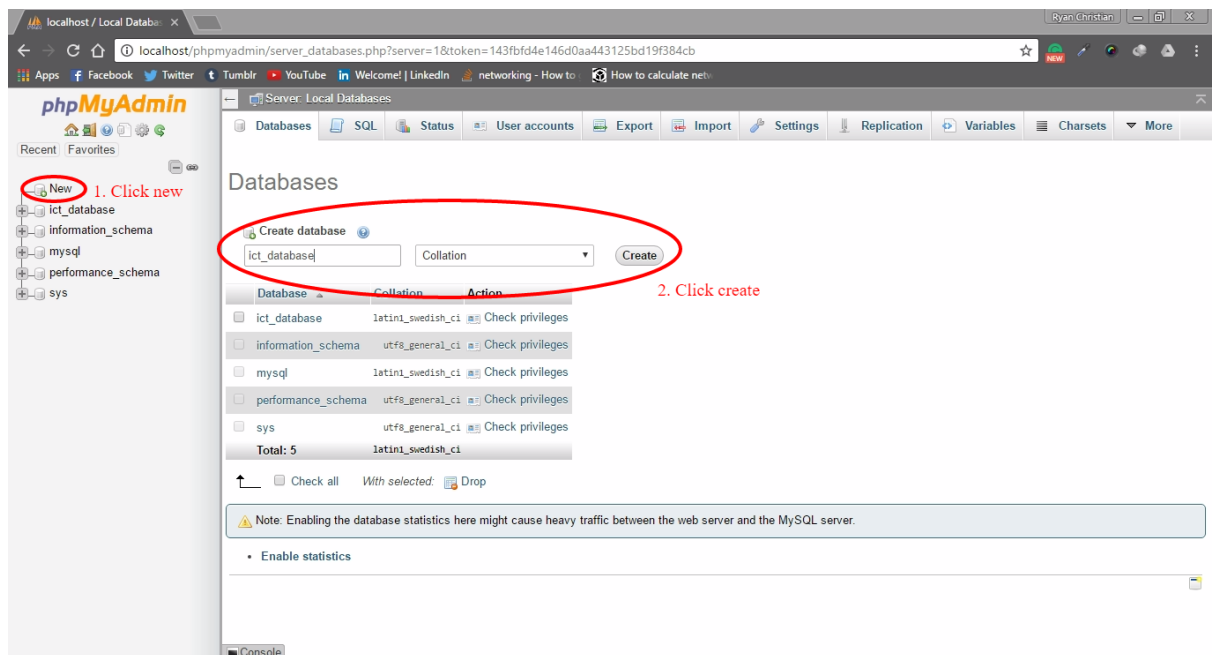 localhost / Local Databa
Ryan Christian
localhost/phpmyadmin/server_databases.php?server=1&token=143fbfd4e146d0aa443125bd19f384cb
NEW
Apps Facebook Twitter Tumblr YouTube Welcome! | LinkedIn networking - How to How to calculate netw
phpMyAdmin
Recent Favorites
New
1. Click new
ict_database
information_schema
mysql
performance_schema
sys
Server: Local Databases
Databases SQL Status User accounts Export Import Settings Replication Variables Charsets More
Databases
Create database
ict_database Collation Create
2. Click create
Database Collation Action
ict_database latin1_swedish_ci Check privileges
information_schema utf8_general_ci Check privileges
mysql latin1_swedish_ci Check privileges
performance_schema utf8_general_ci Check privileges
sys utf8_general_ci Check privileges
Total: 5 latin1_swedish_ci
Check all With selected: Drop
Note: Enabling the database statistics here might cause heavy traffic between the web server and the MySQL server.
Enable statistics
Console